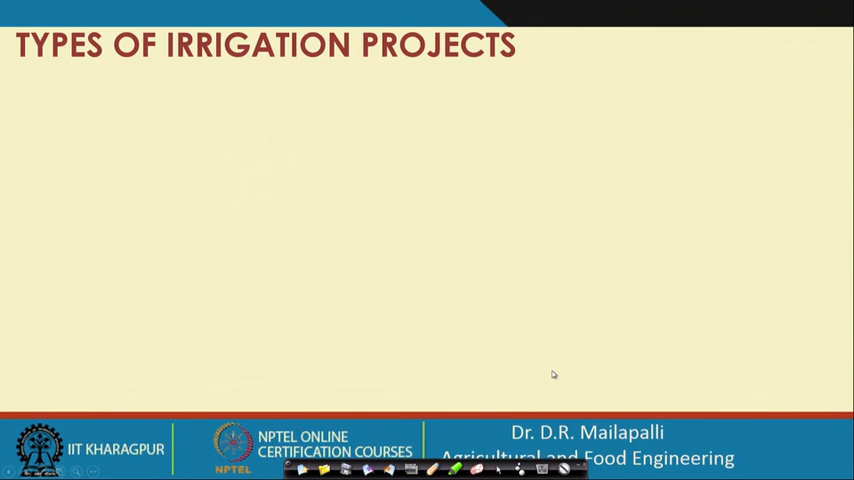 TYPES OF IRRIGATION PROJECTS
IIT KHARAGPUR
NPTEL
NPTEL ONLINE
CERTIFICATION COURSES
Dr. D.R. Mailapalli
Agricultural and Food Engineering